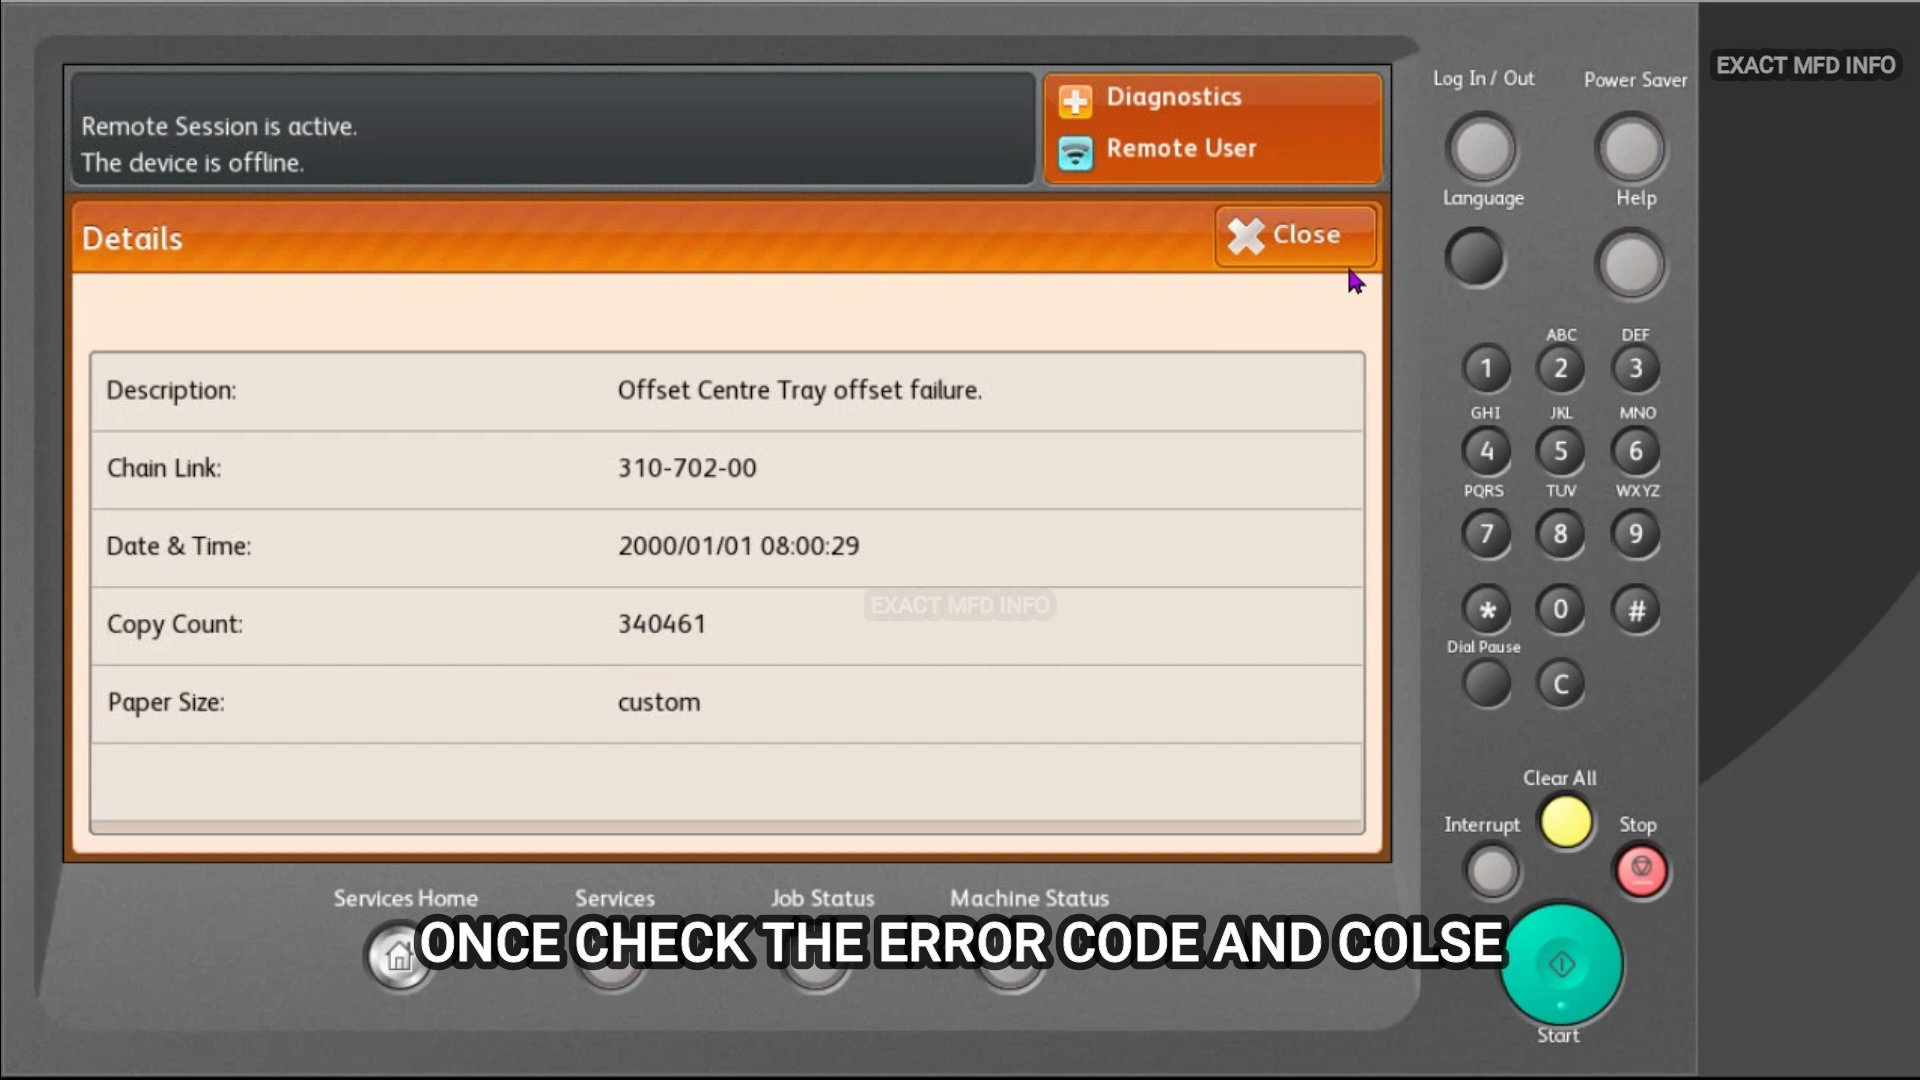 EXACT MFD INFO
Remote Session is active.
The device is offline.
Diagnostics
Remote User
Details
Close
Description: Offset Centre Tray offset failure.
Chain Link: 310-702-00
Date & Time: 2000/01/01 08:00:29
EXACT MFD INFO
Copy Count: 340461
Paper Size: custom
Log In / Out Power Saver
Language Help
ABC DEF
1 2 3
GHI JKL MNO
4 5 6
PQRS TUV WXYZ
7 8 9
* 0 #
Dial Pause
C
Clear All
Interrupt Stop
Start
Services Home Services Job Status Machine Status
ONCE CHECK THE ERROR CODE AND COLSE